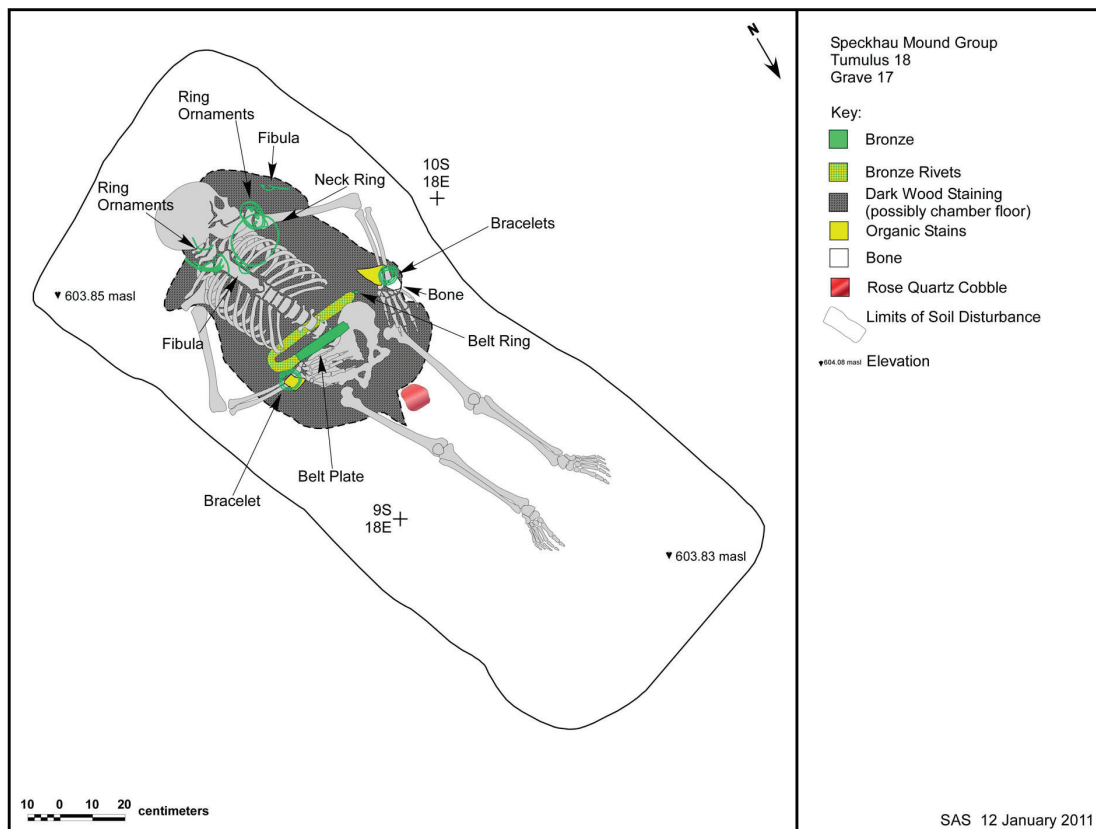 N
Ring
Ornaments
Fibula
10S
18E
Neck Ring
Ring
Ornaments
Bracelets
603.85 masl
Bone
Fibula
Belt Ring
Belt Plate
Bracelet
9S
18E
603.83 masl
10 0 10 20 centimeters
Speckhau Mound Group
Tumulus 18
Grave 17
Key:
Bronze
Bronze Rivets
Dark Wood Staining
(possibly chamber floor)
Organic Stains
Bone
Rose Quartz Cobble
Limits of Soil Disturbance
604.08 masl Elevation
SAS 12 January 2011